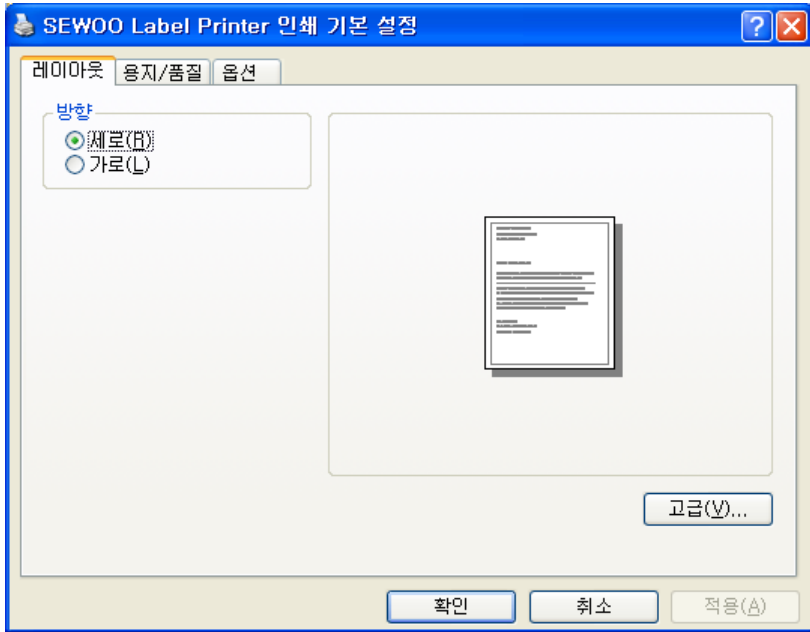 SEWOO Label Printer 인쇄 기본 설정
레이아웃 용지/품질 옵션
방향
세로(R)
가로(L)
고급(V)...
확인 취소 적용(A)